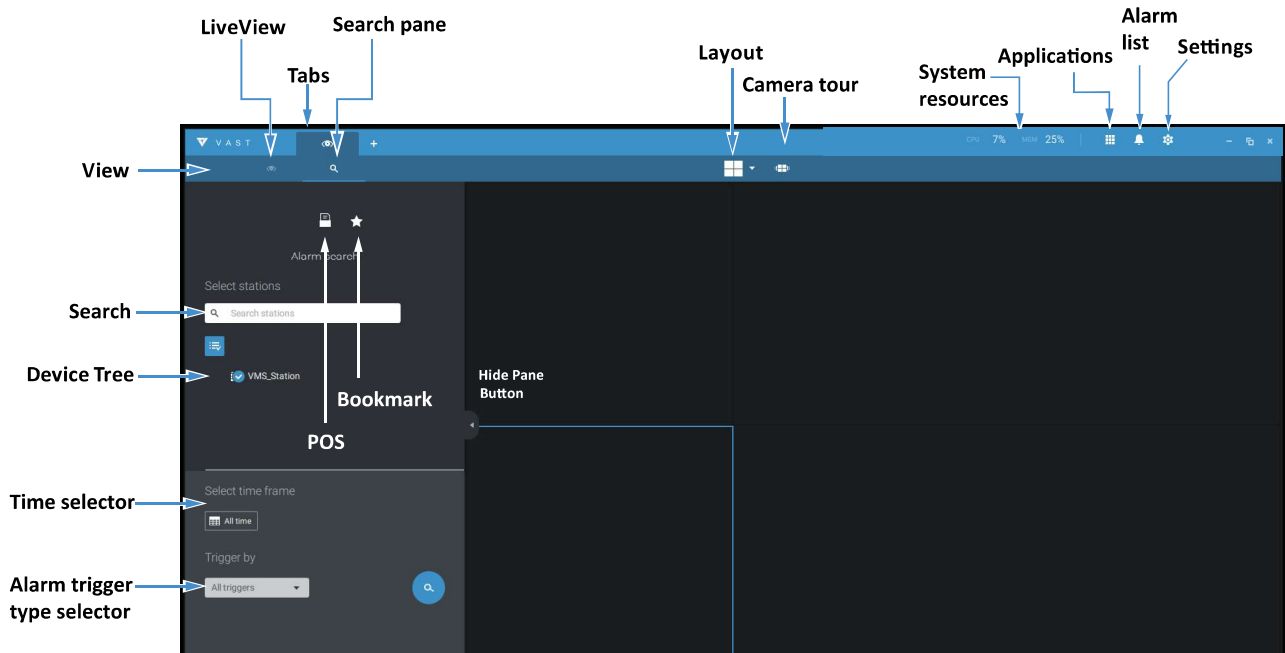 LiveView
Search pane
Alarm
list
Settings
Layout
Applications
Tabs
System
resources
Camera tour
VAST
+
CPU 7% MEM 25%
View
Alarm Search
Select stations
Search
Search stations
Device Tree
VMS_Station
Hide Pane
Button
Bookmark
POS
Select time frame
Time selector
All time
Trigger by
Alarm trigger
type selector
All triggers